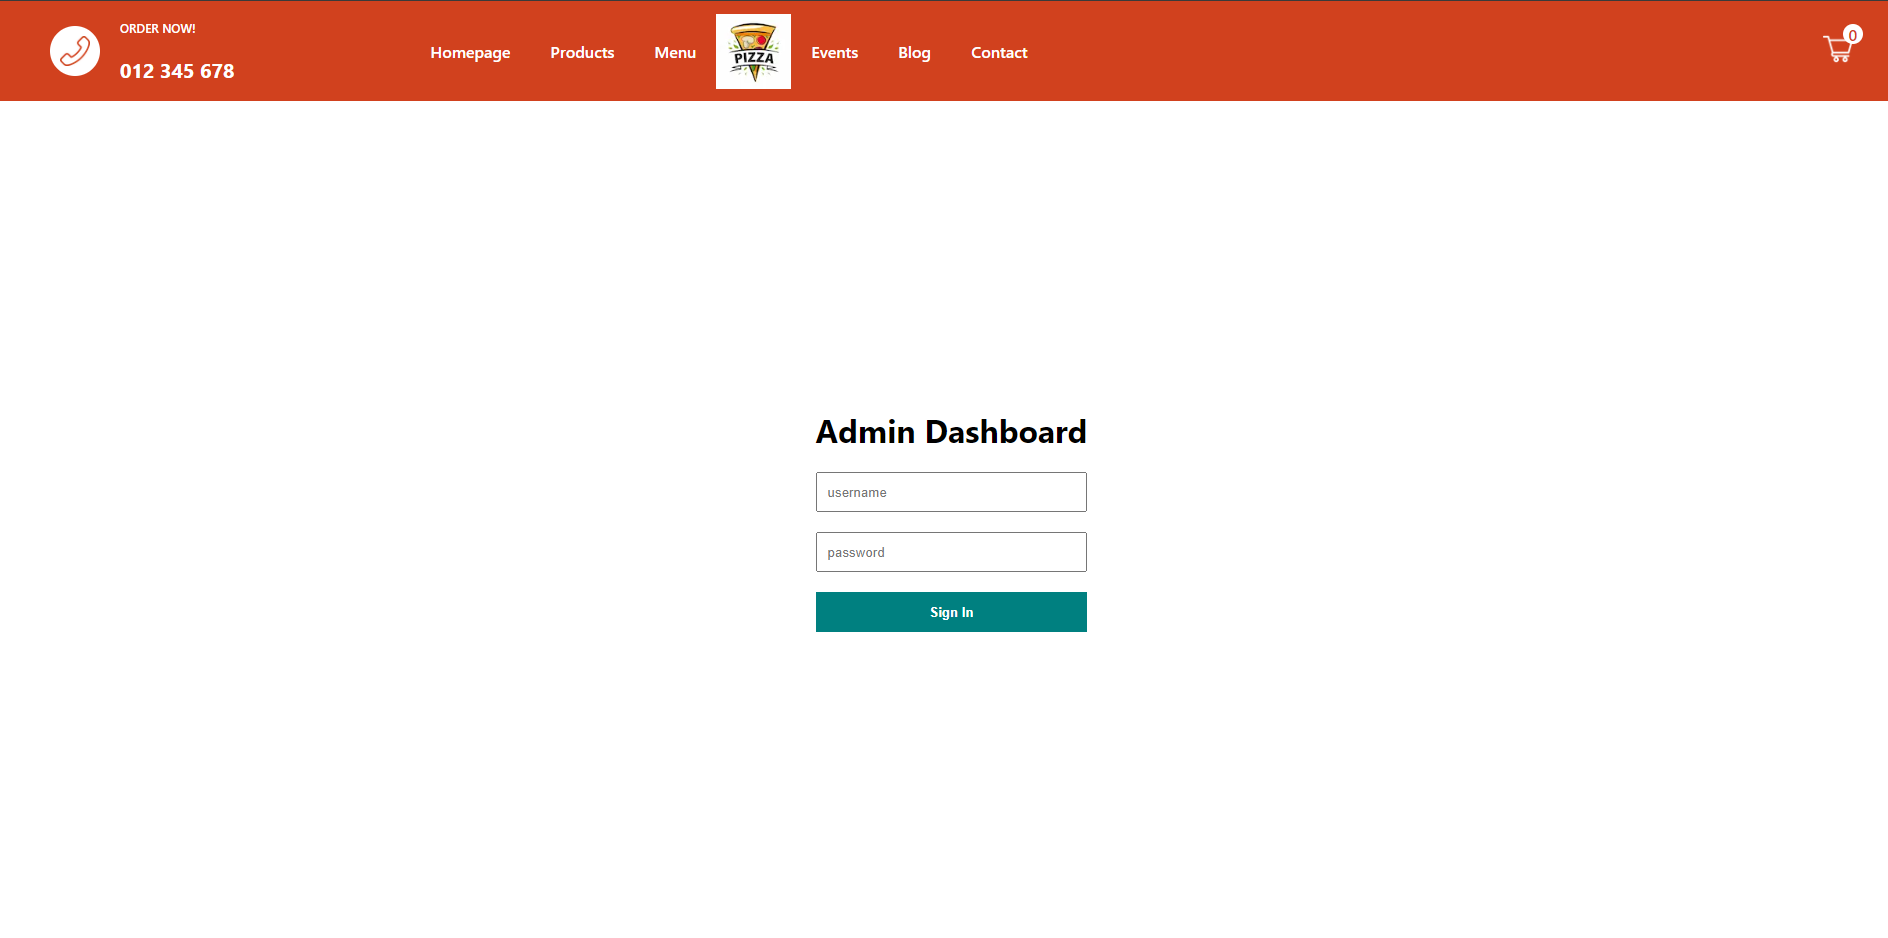 ORDER NOW!
012 345 678
Homepage
Products
Menu
PIZZA
Events
Blog
Contact
0
Admin Dashboard
username
password
Sign In